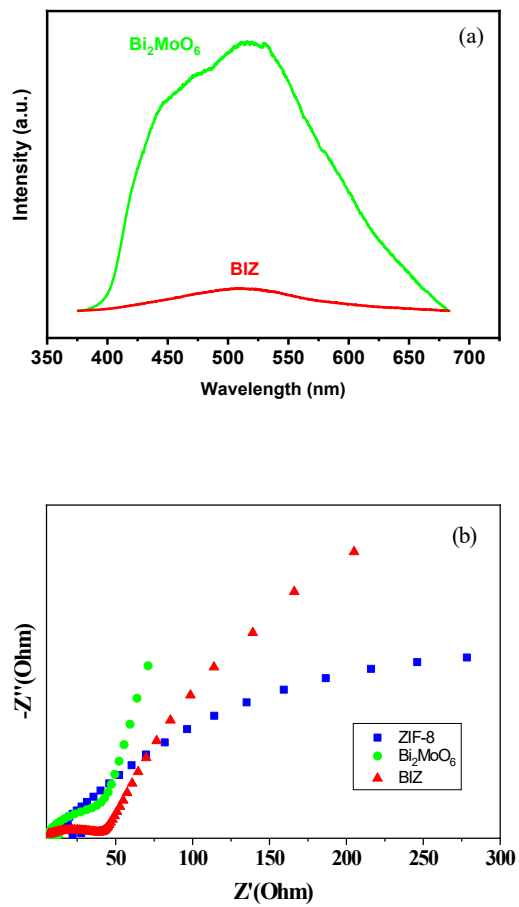 (a)
Bi₂MoO₆
BIZ
Intensity (a.u.)
350 400 450 500 550 600 650 700
Wavelength (nm)
(b)
-Z''(Ohm)
ZIF-8
Bi₂MoO₆
BIZ
50 100 150 200 250 300
Z'(Ohm)